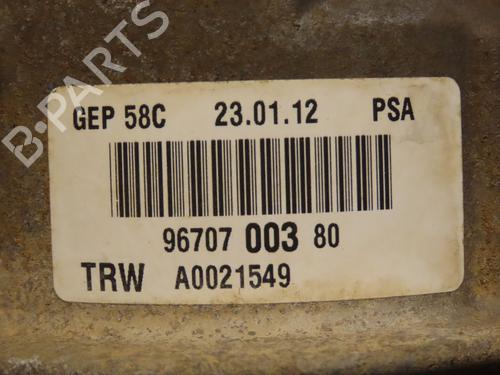 B-PARTS
GEP 58C 23.01.12 PSA
96707 003 80
TRW A0021549